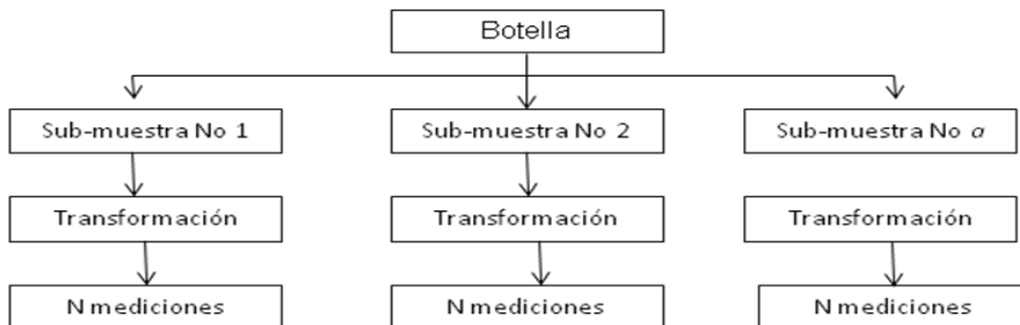 Botella
Sub-muestra No 1
Sub-muestra No 2
Sub-muestra No a
Transformación
Transformación
Transformación
N mediciones
N mediciones
N mediciones